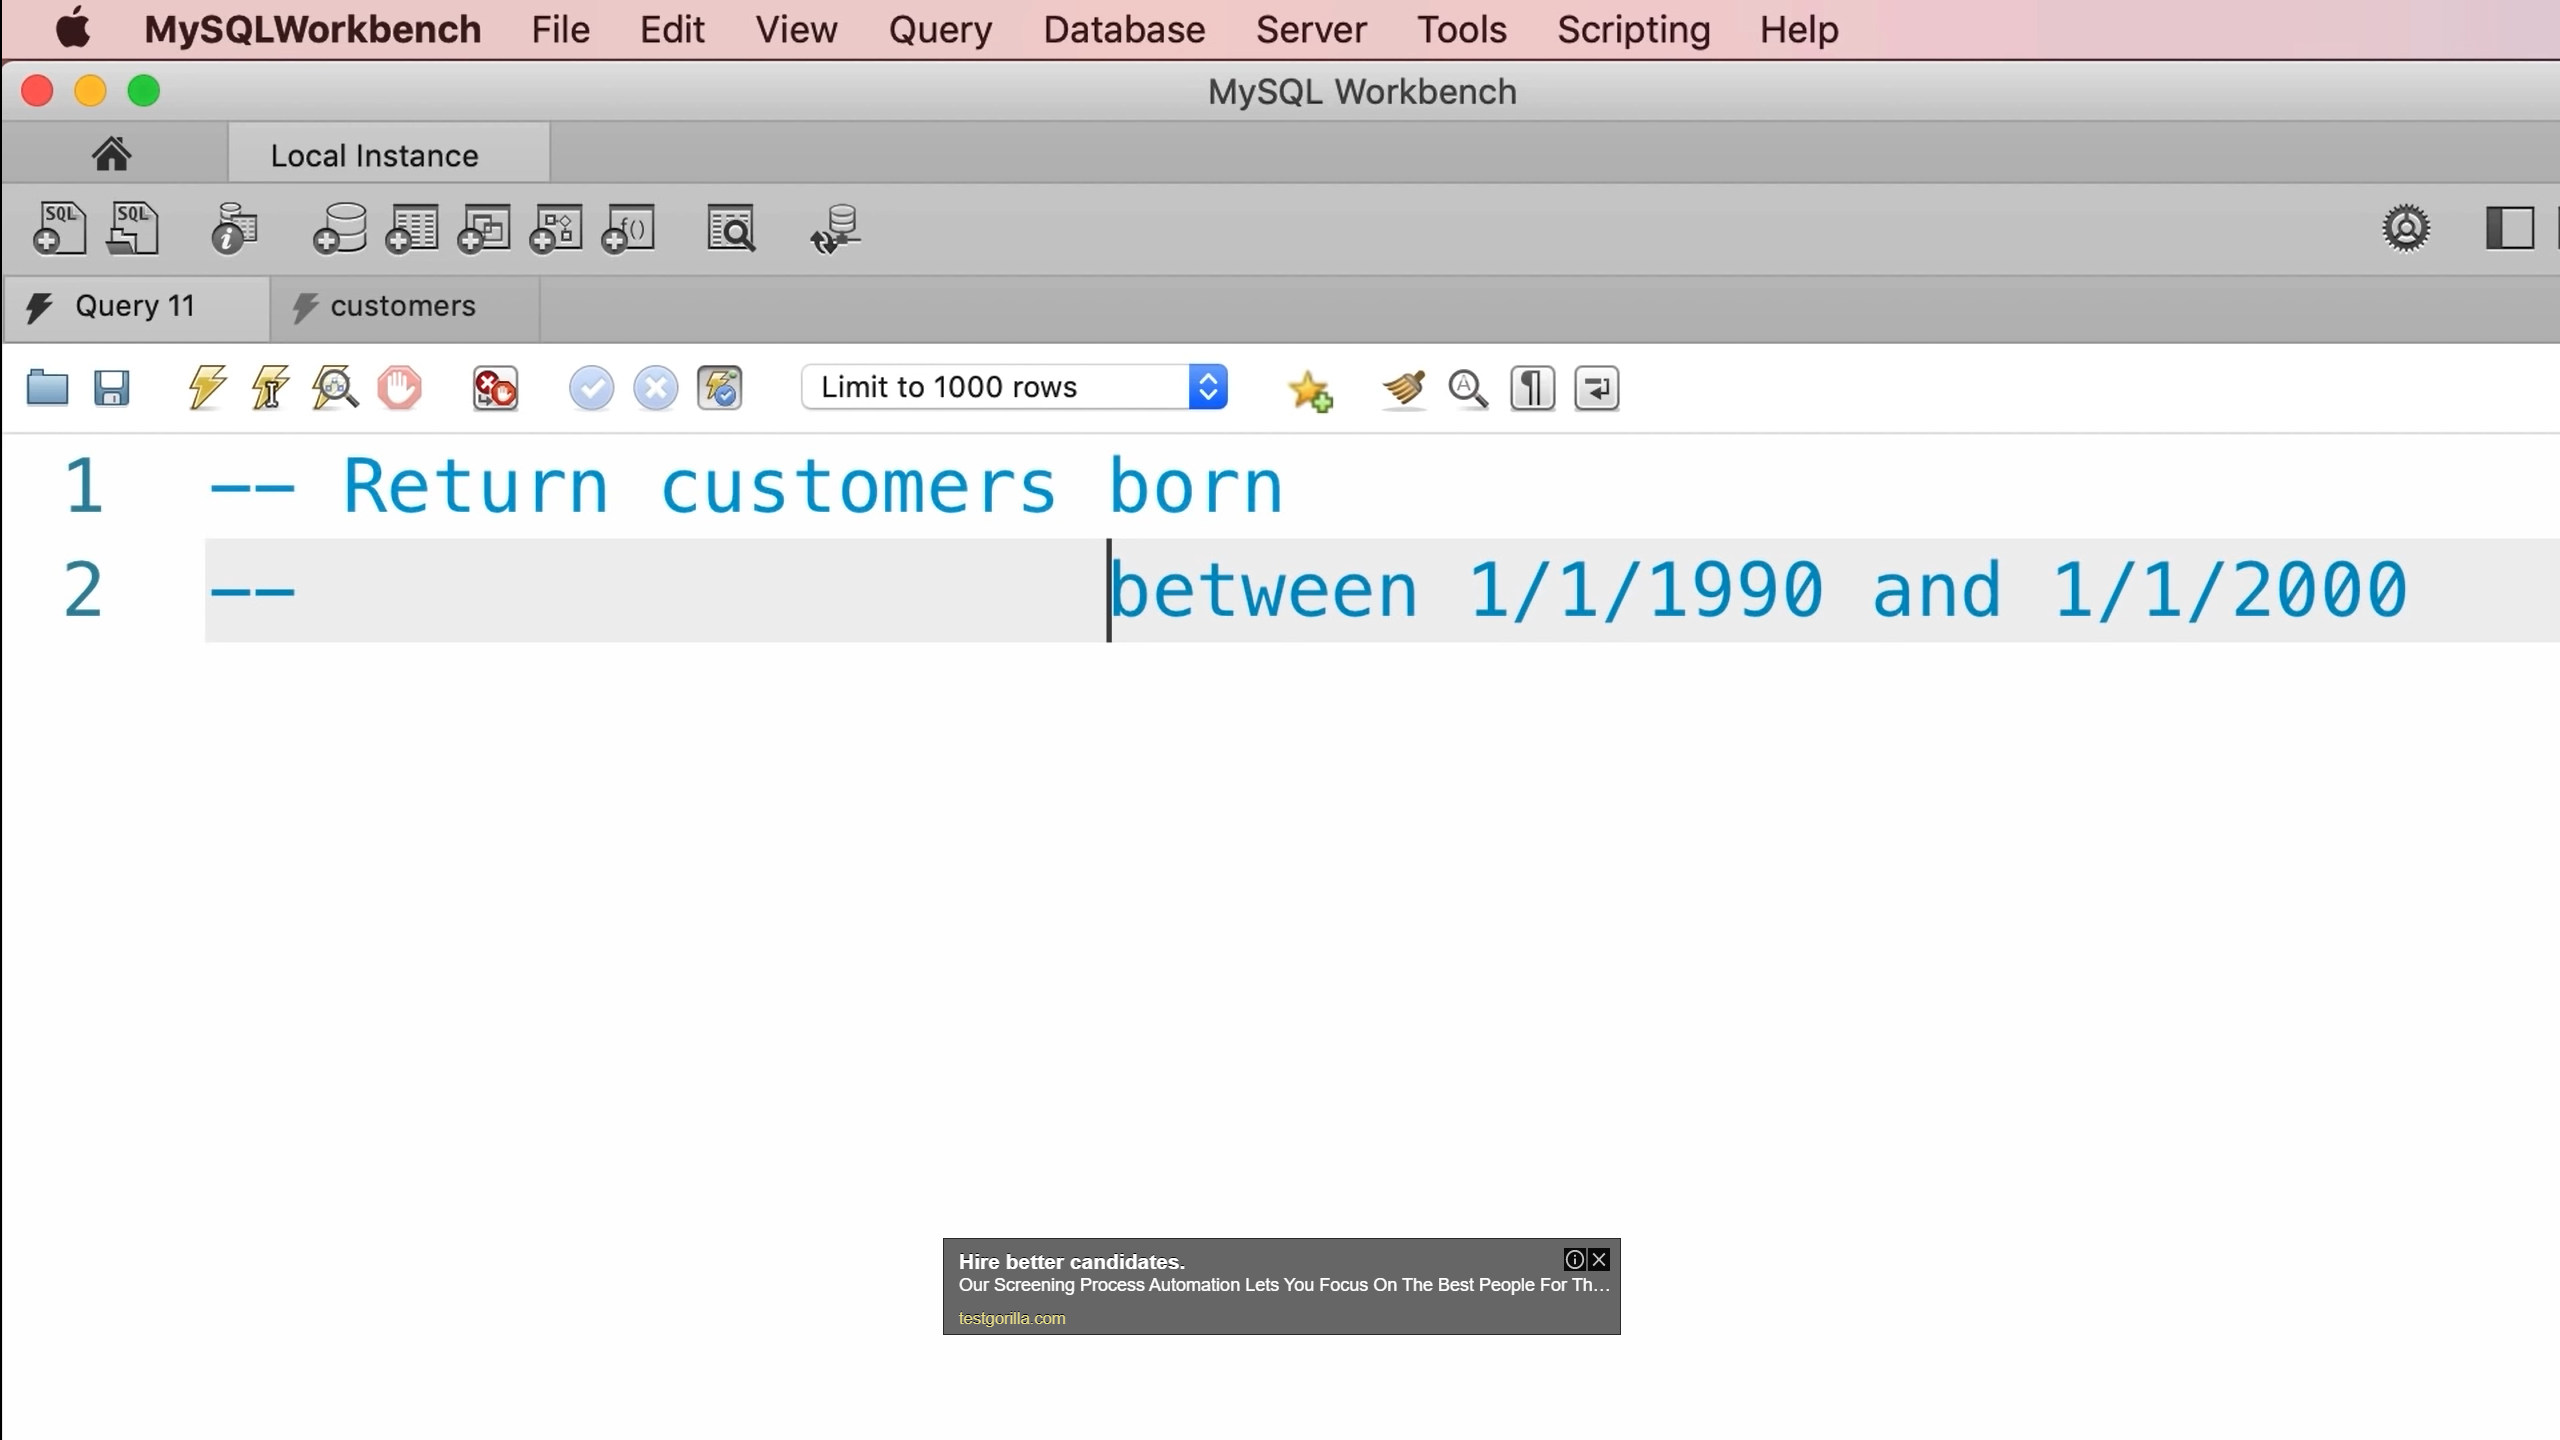 MySQLWorkbench File Edit View Query Database Server Tools Scripting Help
MySQL Workbench
Local Instance
SQL SQL f()
Query 11 customers
Limit to 1000 rows
1 -- Return customers born
2 -- between 1/1/1990 and 1/1/2000
Hire better candidates.
Our Screening Process Automation Lets You Focus On The Best People For Th...
testgorilla.com